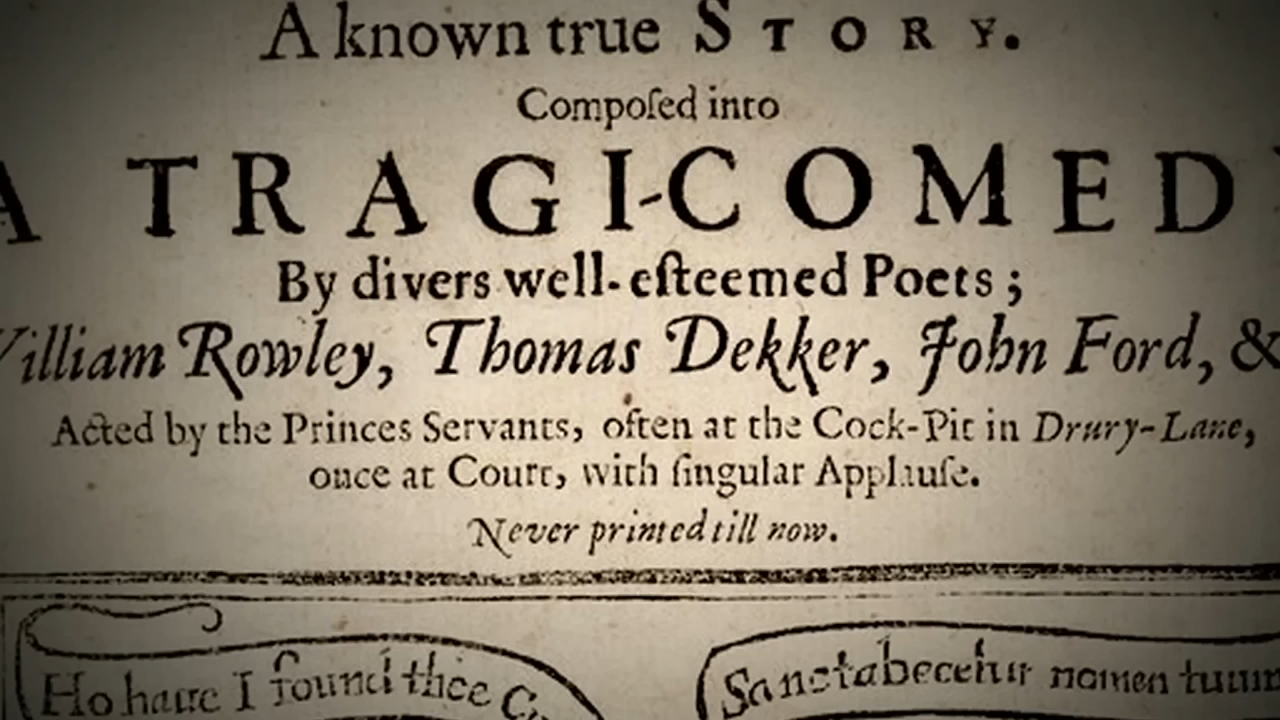 A known true STORY.
Compoſed into
A TRAGI-COMED
By divers well-eſteemed Poets;
William Rowley, Thomas Dekker, John Ford, &
Acted by the Princes Servants, often at the Cock-Pit in Drury-Lane,
once at Court, with ſingular Applauſe.
Never printed till now.
Ho haue I found thee
Sanctabecetur nomen tuum